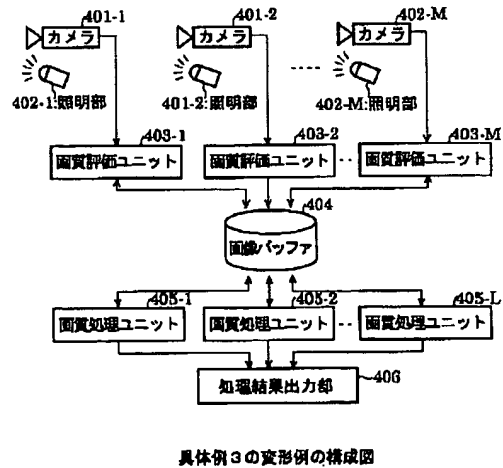 401-1 401-2 402-M
カメラ カメラ カメラ
402-1:照明部 401-2:照明部 402-M:照明部
403-1 403-2 403-M
画質評価ユニット 画質評価ユニット 画質評価ユニット
404
画像バッファ
405-1 405-2 405-L
画質処理ユニット 画質処理ユニット 画質処理ユニット
処理結果出力部 406
具体例3の変形例の構成図